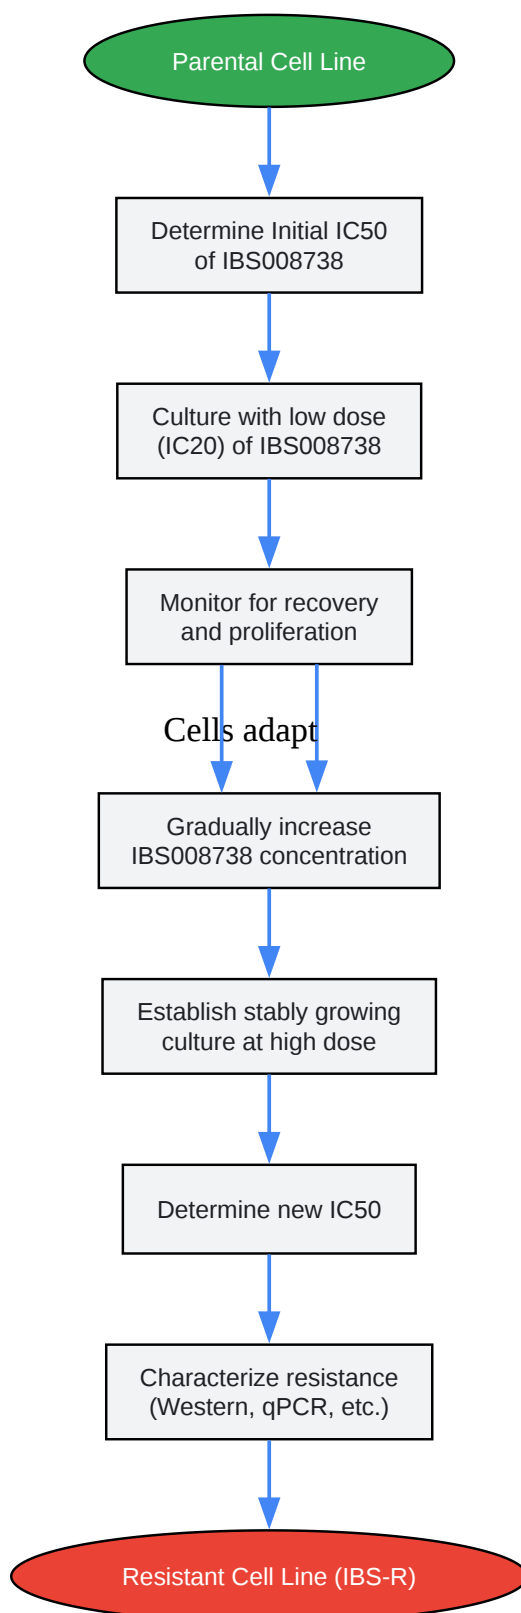 Parental Cell Line
Determine Initial IC50
of IBS008738
Culture with low dose
(IC20) of IBS008738
Monitor for recovery
and proliferation
Cells adapt
Gradually increase
IBS008738 concentration
Establish stably growing
culture at high dose
Determine new IC50
Characterize resistance
(Western, qPCR, etc.)
Resistant Cell Line (IBS-R)